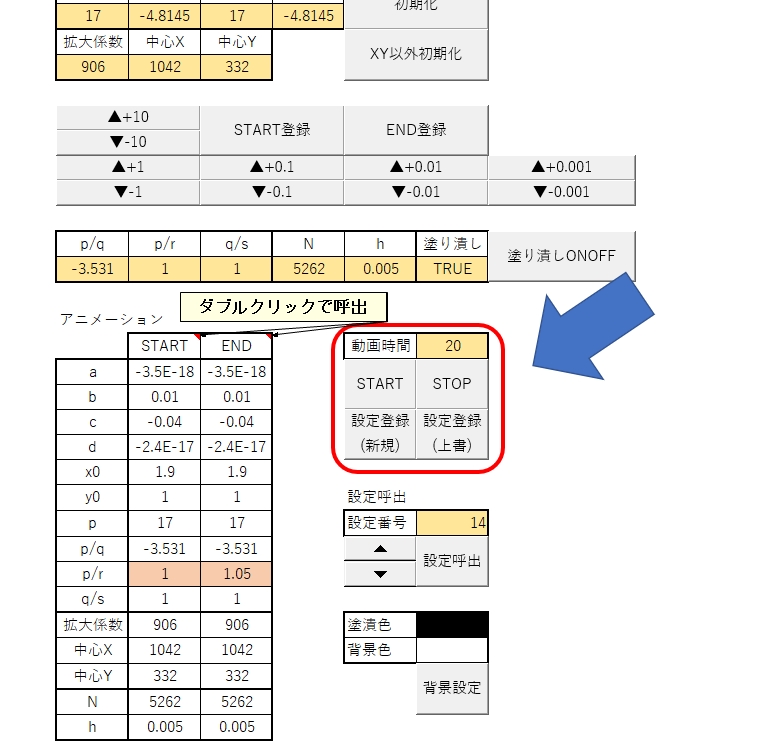 17 -4.8145 17 -4.8145 初期化
拡大係数 中心X 中心Y
906 1042 332 XY以外初期化
▲+10
▼-10
START登録 END登録
▲+1 ▲+0.1 ▲+0.01 ▲+0.001
▼-1 ▼-0.1 ▼-0.01 ▼-0.001
p/q p/r q/s N h 塗り潰し
-3.531 1 1 5262 0.005 TRUE
塗り潰しONOFF
ダブルクリックで呼出
アニメーション
START END
a -3.5E-18 -3.5E-18
b 0.01 0.01
c -0.04 -0.04
d -2.4E-17 -2.4E-17
x0 1.9 1.9
y0 1 1
p 17 17
p/q -3.531 -3.531
p/r 1 1.05
q/s 1 1
拡大係数 906 906
中心X 1042 1042
中心Y 332 332
N 5262 5262
h 0.005 0.005
動画時間 20
START STOP
設定登録 設定登録
(新規) (上書)
設定呼出
設定番号 14
▲
▼
設定呼出
塗潰色
背景色
背景設定